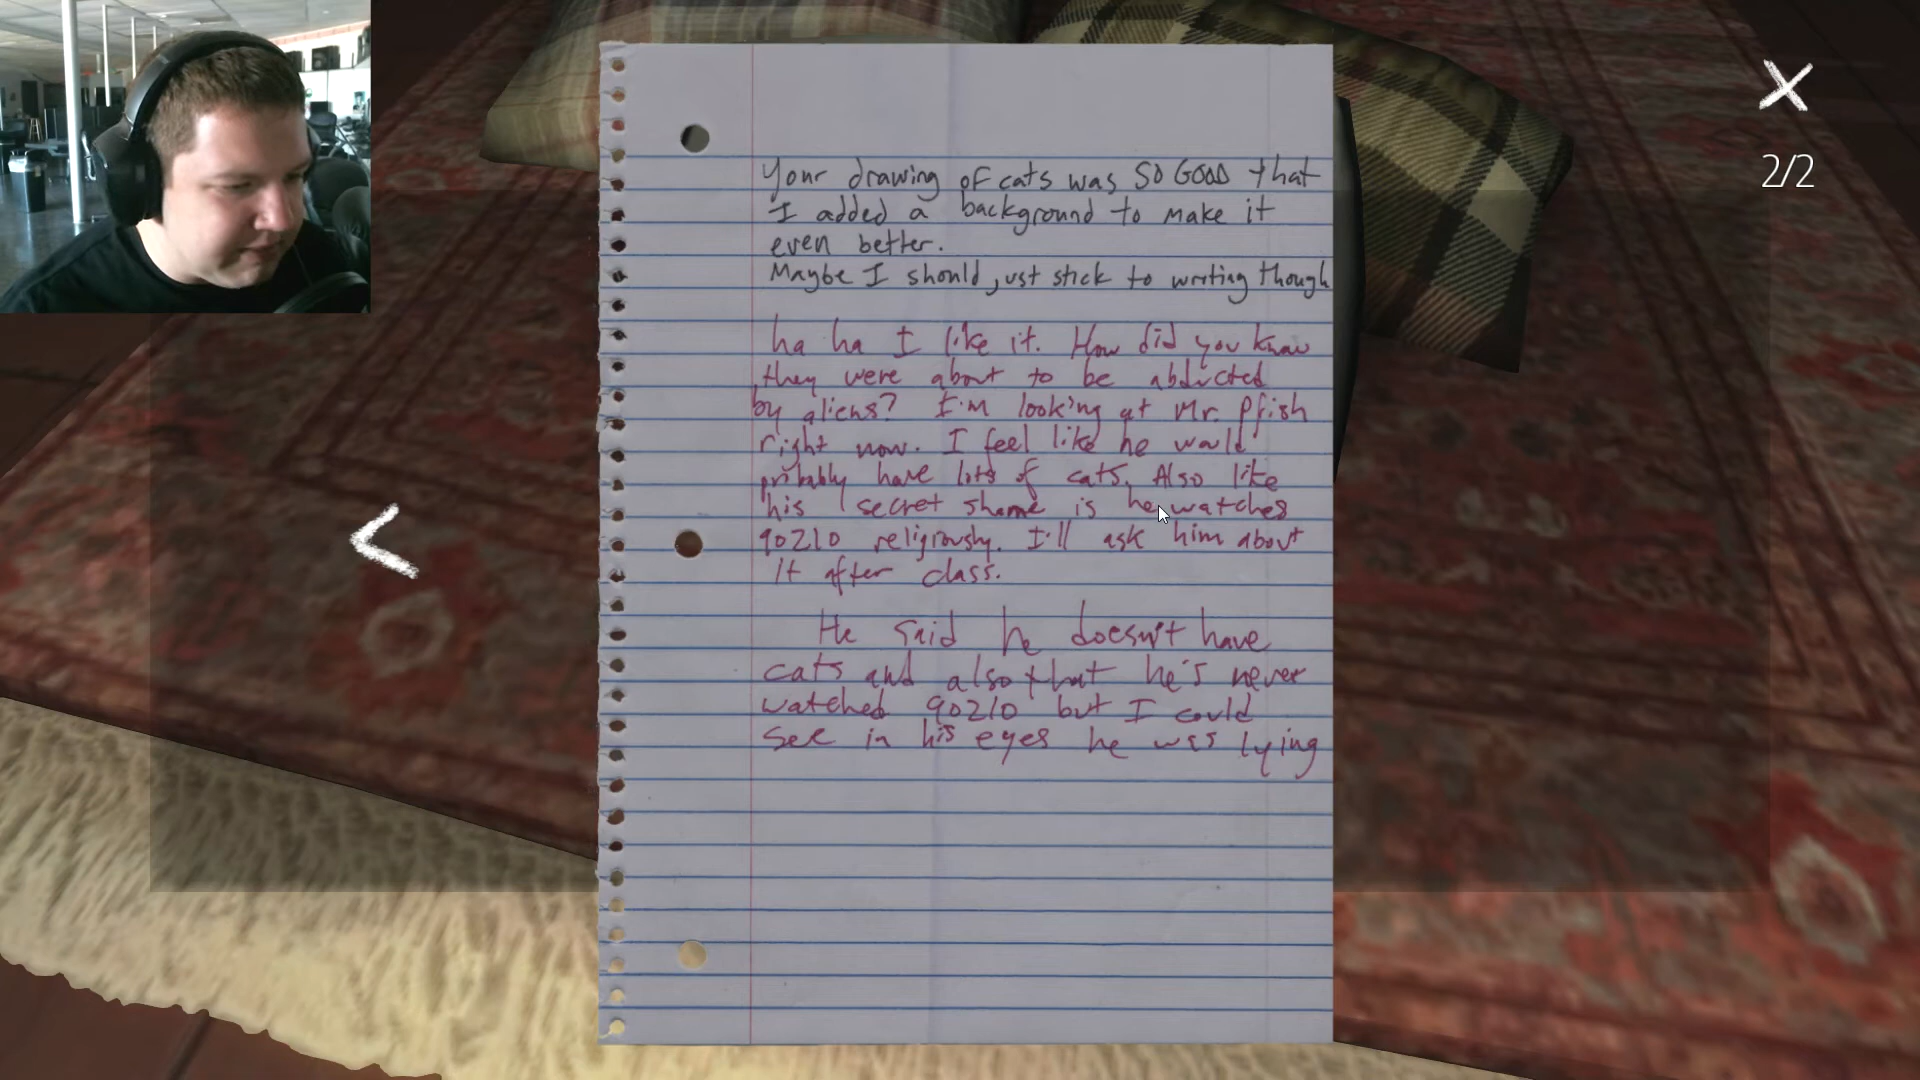 2/2
Your drawing of cats was SO GOOD that
I added a background to make it
even better.
Maybe I should just stick to writing though
ha ha I like it. How did you know
they were about to be abducted
by aliens? I'm looking at Mr. Pfish
right now. I feel like he would
probably have lots of cats. Also like
his secret shame is he watches
90210 religiously. I'll ask him about
it after class.
He said he doesn't have
cats and also that he's never
watched 90210 but I could
see in his eyes he was lying